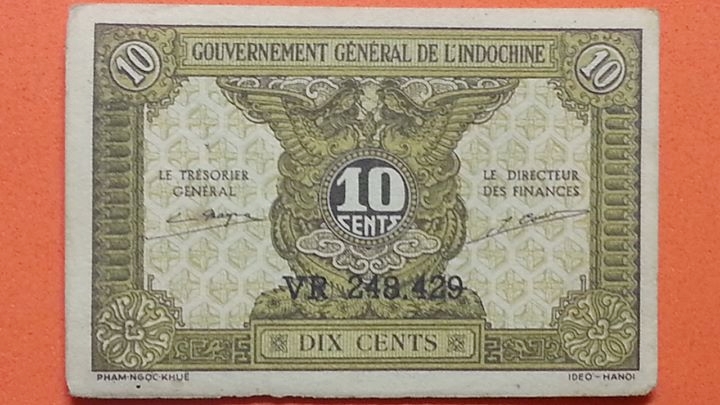 10
GOUVERNEMENT GÉNÉRAL DE L'INDOCHINE
10
LE TRÉSORIER
GÉNÉRAL
10
CENTS
LE DIRECTEUR
DES FINANCES
VR 248.429
DIX CENTS
PHAM-NGOC-KHUÊ
IDEO-HANOI